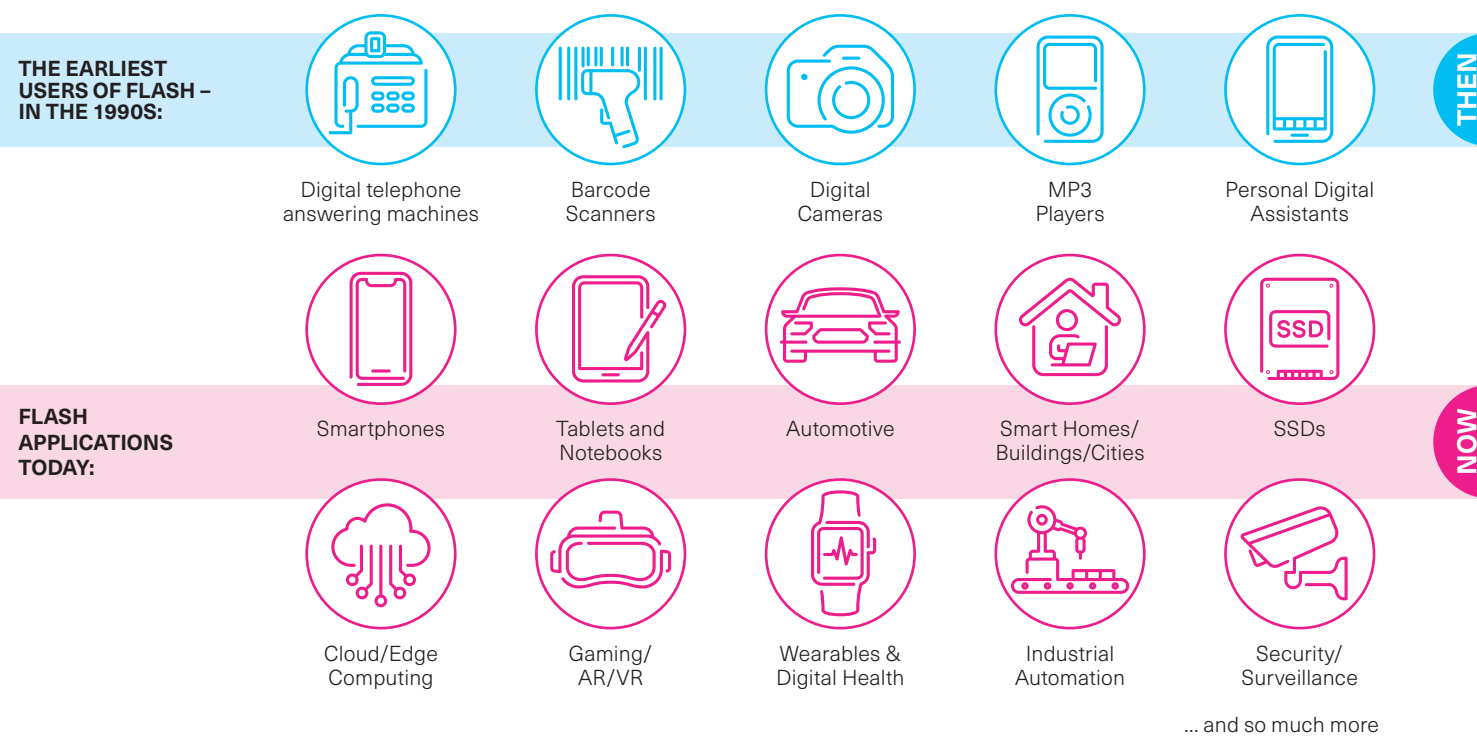 THE EARLIEST
USERS OF FLASH –
IN THE 1990S:
THEN
Digital telephone
answering machines
Barcode
Scanners
Digital
Cameras
MP3
Players
Personal Digital
Assistants
SSD
FLASH
APPLICATIONS
TODAY:
NOW
Smartphones
Tablets and
Notebooks
Automotive
Smart Homes/
Buildings/Cities
SSDs
Cloud/Edge
Computing
Gaming/
AR/VR
Wearables &
Digital Health
Industrial
Automation
Security/
Surveillance
... and so much more